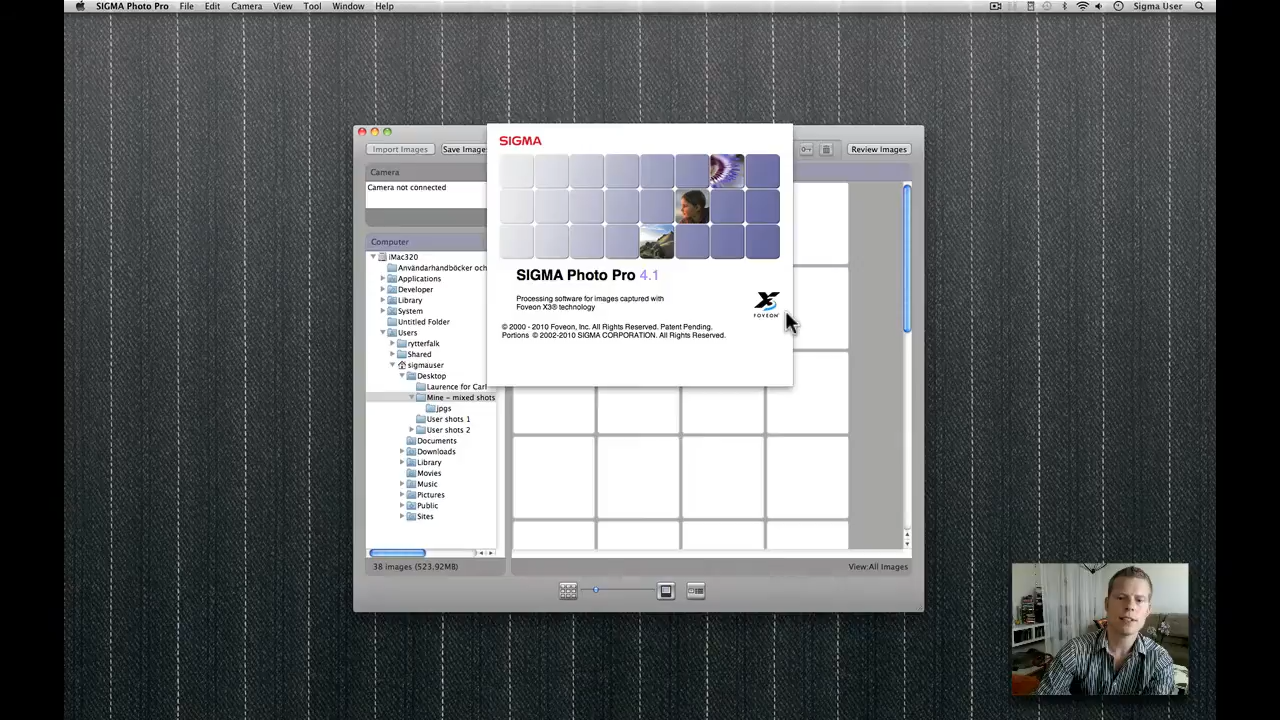 SIGMA Photo Pro File Edit Camera View Tool Window Help Sigma User
Import Images Save Images Review Images
Camera
Camera not connected
Computer
iMac320
Användarhandböcker och
Applications
Developer
Library
System
Untitled Folder
Users
rytterfalk
Shared
sigmauser
Desktop
Laurence for Carl
Mine - mixed shots
jpgs
User shots 1
User shots 2
Documents
Downloads
Library
Movies
Music
Pictures
Public
Sites
38 images (523.92MB)
View:All Images
SIGMA
SIGMA Photo Pro 4.1
Processing software for images captured with
Foveon X3® technology
X3
FOVEON
© 2000 - 2010 Foveon, Inc. All Rights Reserved. Patent Pending.
Portions © 2002-2010 SIGMA CORPORATION. All Rights Reserved.